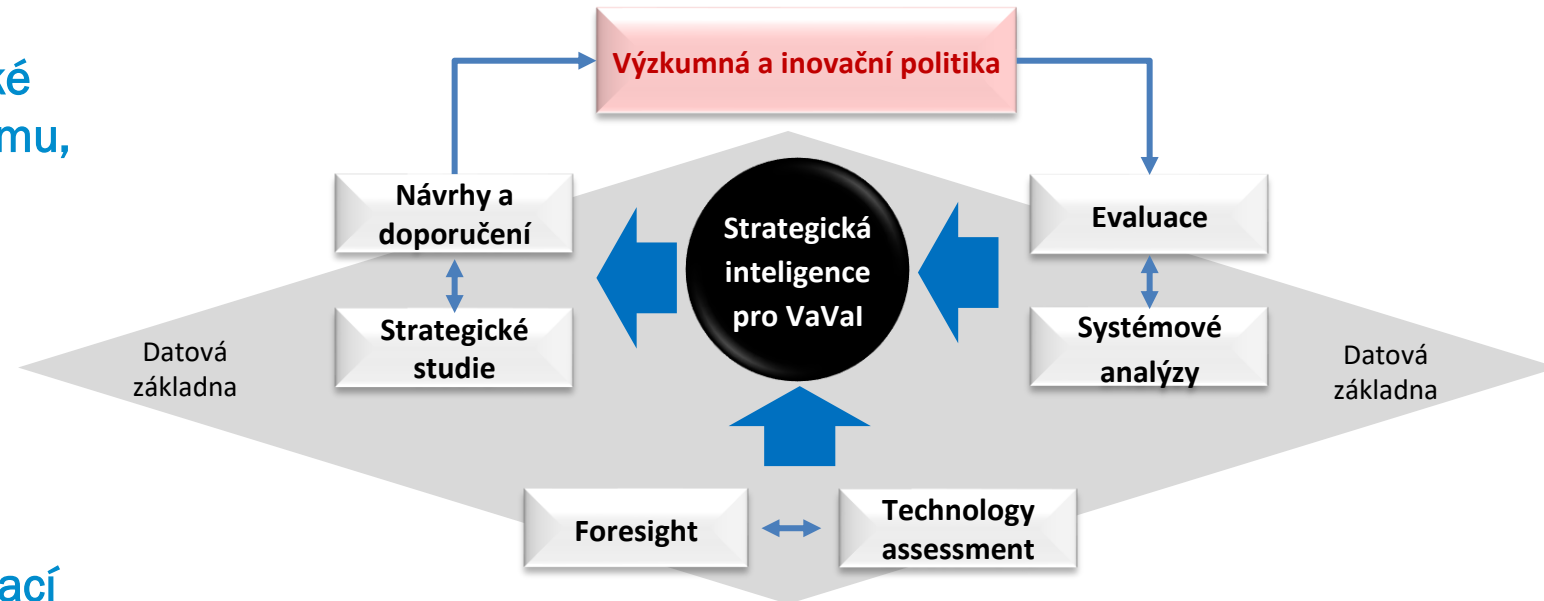 ké
mu,
ací
Výzkumná a inovační politika
Návrhy a
doporučení
Strategická
inteligence
pro VaVaI
Evaluace
Strategické
studie
Systémové
analýzy
Datová
základna
Datová
základna
Foresight
Technology
assessment